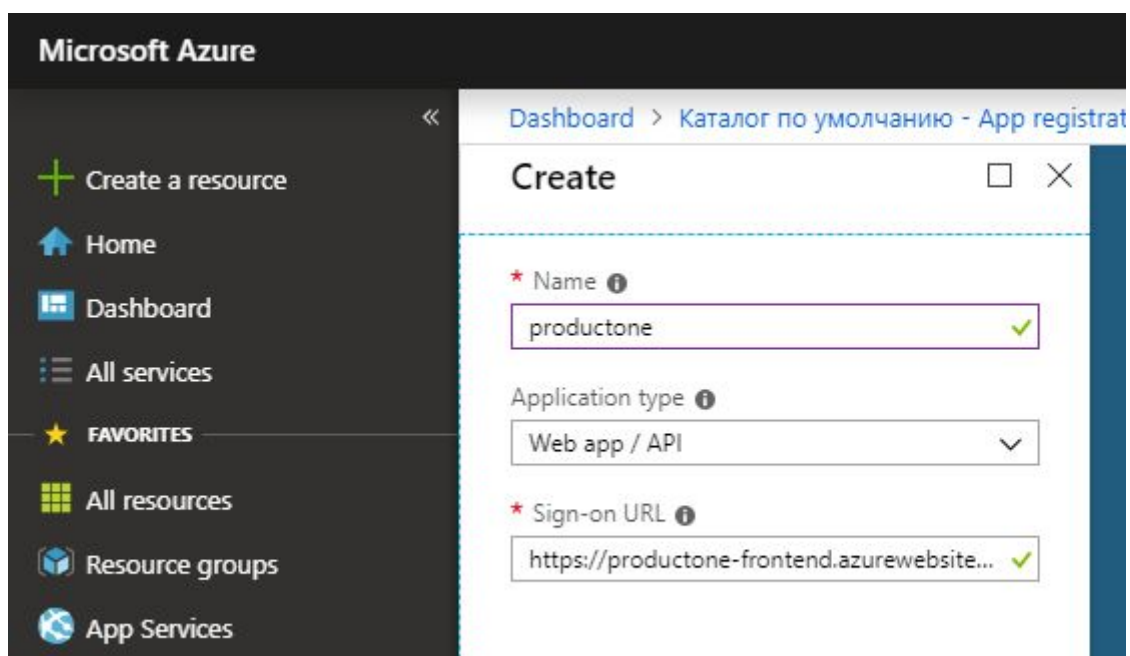 Microsoft Azure
«
Create a resource
Home
Dashboard
All services
FAVORITES
All resources
Resource groups
App Services
Dashboard > Каталог по умолчанию - App registrat
Create
* Name
productone
Application type
Web app / API
* Sign-on URL
https://productone-frontend.azurewebsite...